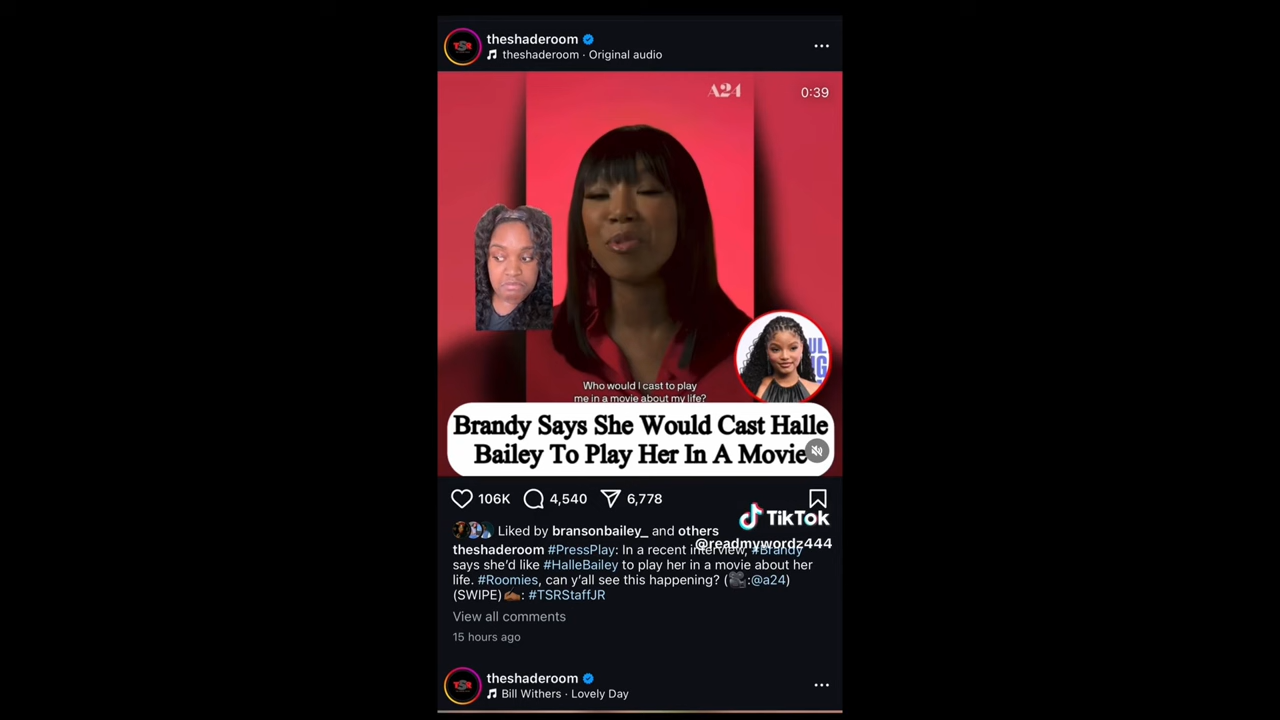 theshaderoom
theshaderoom · Original audio
A24
0:39
Who would I cast to play
me in a movie about my life?
Brandy Says She Would Cast Halle
Bailey To Play Her In A Movie
106K 4,540 6,778
TikTok
@readmywordz444
Liked by bransonbailey_ and others
theshaderoom #PressPlay: In a recent interview, #Brandy
says she’d like #HalleBailey to play her in a movie about her
life. #Roomies, can y’all see this happening? (🎥:@a24)
(SWIPE)✍🏾: #TSRStaffJR
View all comments
15 hours ago
theshaderoom
Bill Withers · Lovely Day